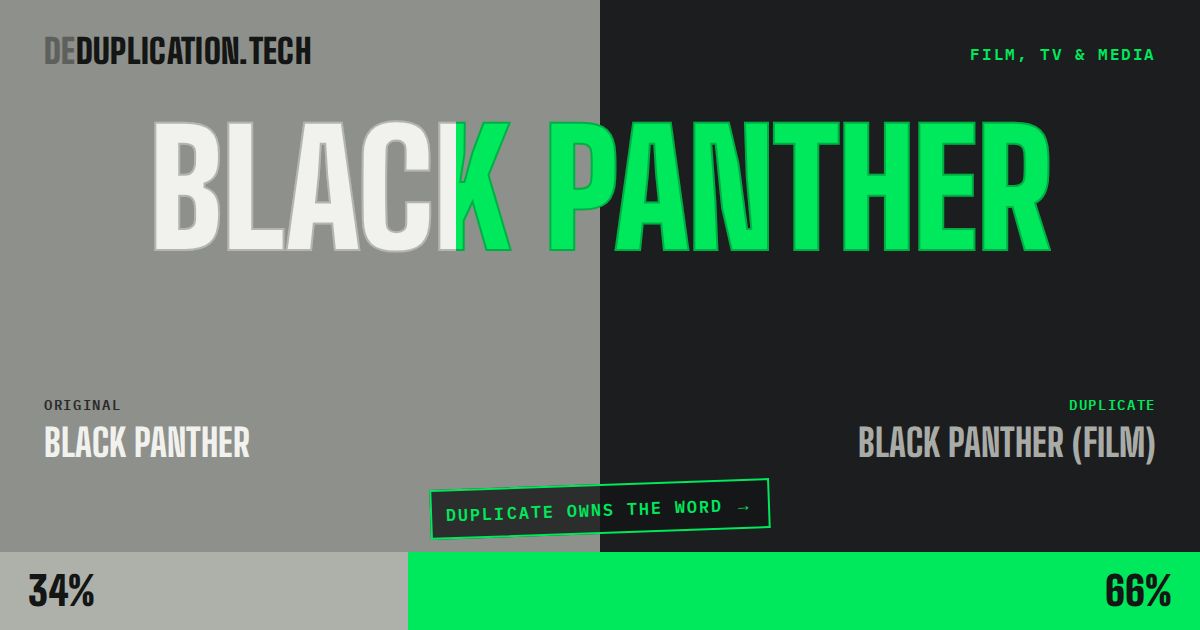 DEDUPLICATION.TECH
FILM, TV & MEDIA
BLACK PANTHER
ORIGINAL
BLACK PANTHER
DUPLICATE
BLACK PANTHER (FILM)
DUPLICATE OWNS THE WORD →
34%
66%